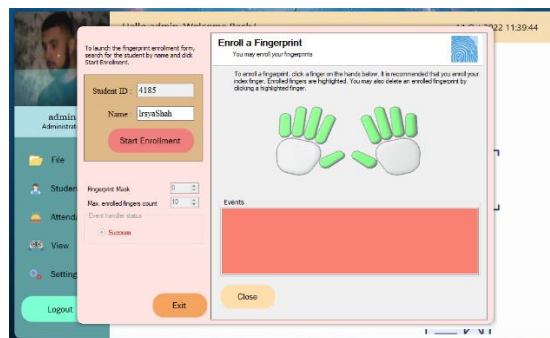 Hello admin, Welcome Back !
2022 11:39:44
admin
Administrat
File
Studen
Attenda
View
Setting
Logout
To launch the fingerprint enrolment form,
search for the student by name and click
Start Enrolment.
Student ID : 4185
Name : IrsyaShah
Start Enrollment
Fingerprint Mask 0
Max. enrolled fingers count 10
Event handler status
Success
Exit
Enroll a Fingerprint
You may enroll your fingerprints
To enroll a fingerprint, click a finger on the hands below. It is recommended that you enroll your
index finger. Enrolled fingers are highlighted. You may also delete an enrolled fingerprint by
clicking a highlighted finger.
Events
Close